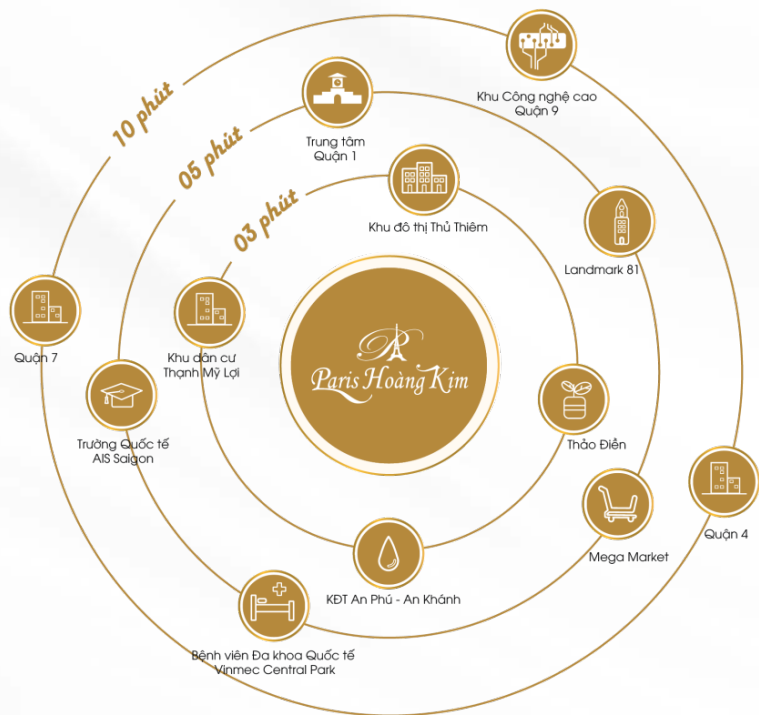 Khu Công nghệ cao
Quận 9
10 phút
Trung tâm
Quận 1
05 phút
Khu đô thị Thủ Thiêm
03 phút
Landmark 81
Quận 7
Khu dân cư
Thạnh Mỹ Lợi
Paris Hoàng Kim
Trường Quốc tế
AIS Saigon
Thảo Điền
Quận 4
Mega Market
KĐT An Phú - An Khánh
Bệnh viên Đa khoa Quốc tế
Vinmec Central Park